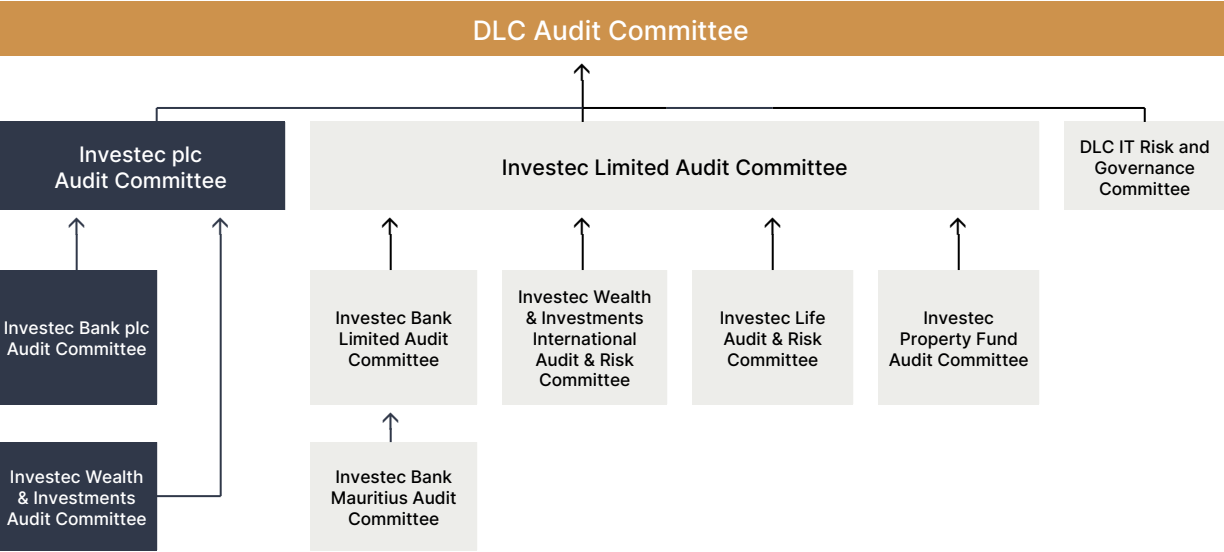 DLC Audit Committee
Investec plc
Audit Committee
Investec Limited Audit Committee
DLC IT Risk and
Governance
Committee
Investec Bank plc
Audit Committee
Investec Bank
Limited Audit
Committee
Investec Wealth
& Investments
International
Audit & Risk
Committee
Investec Life
Audit & Risk
Committee
Investec
Property Fund
Audit Committee
Investec Wealth
& Investments
Audit Committee
Investec Bank
Mauritius Audit
Committee